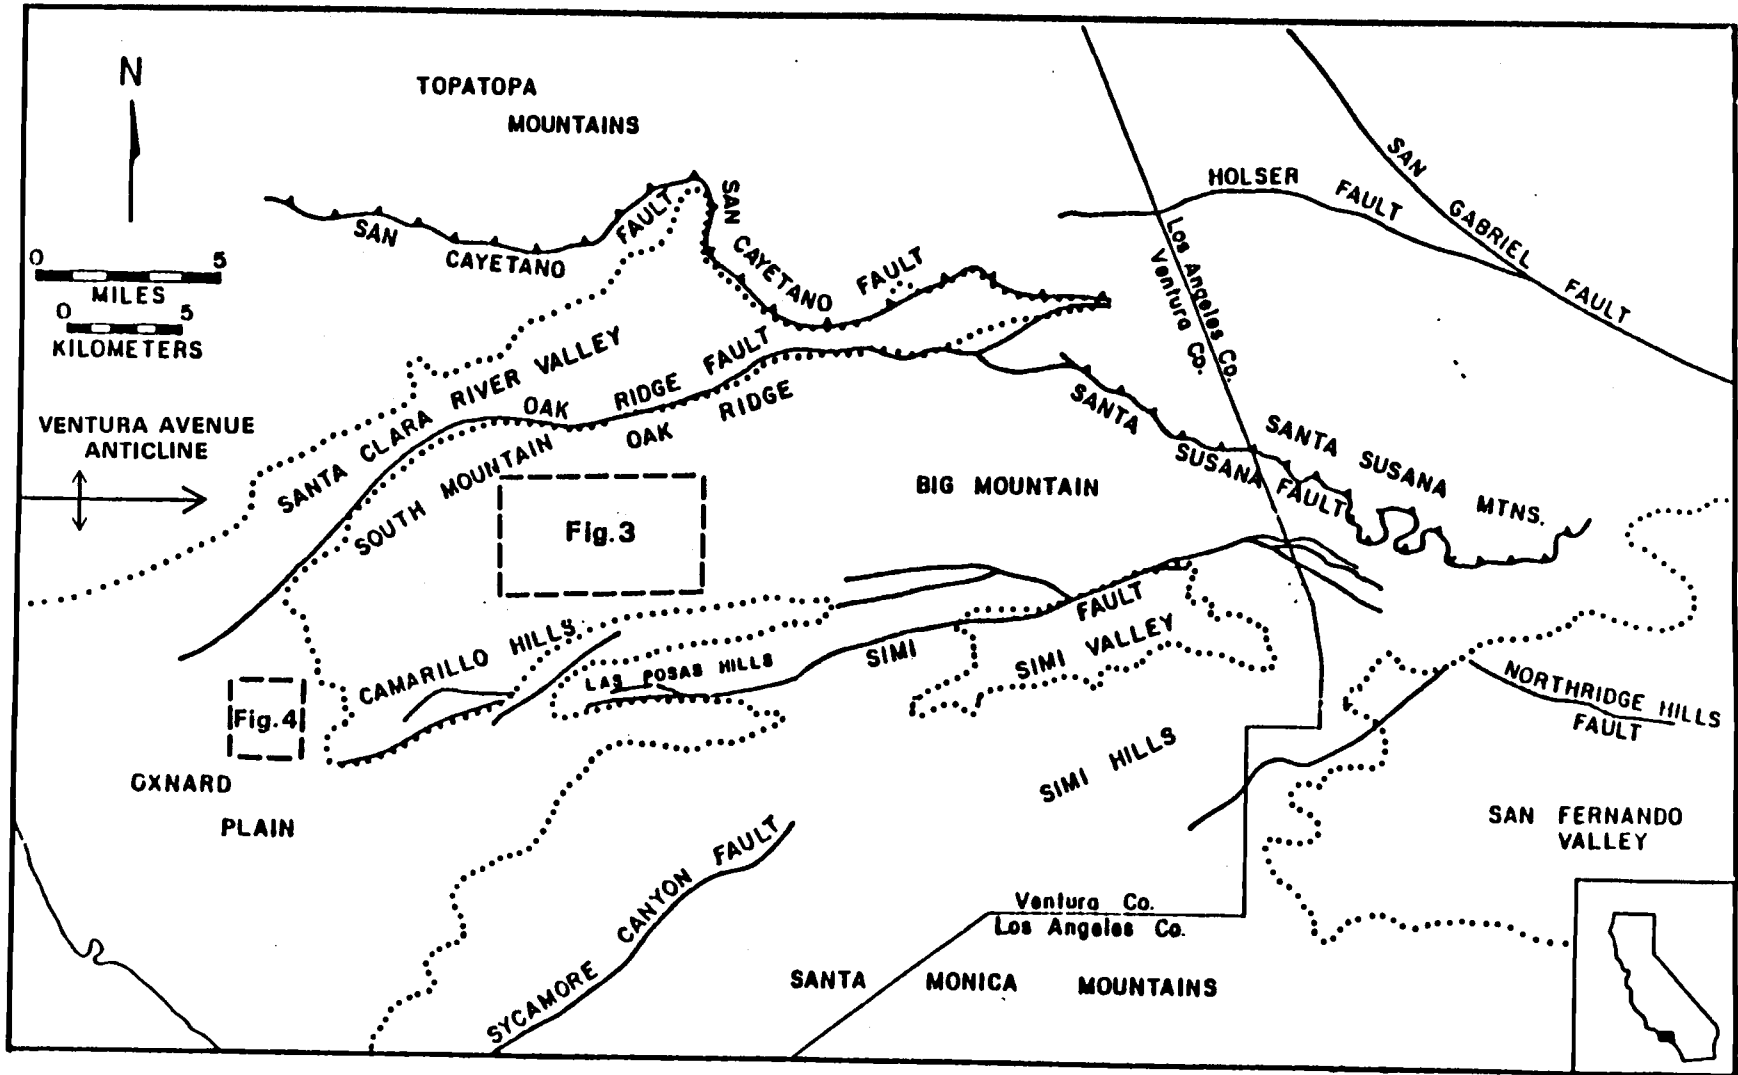 N
TOPATOPA
MOUNTAINS
SAN
CAYETANO
FAULT
SAN
CAYETANO
FAULT
HOLSER
FAULT
SAN
GABRIEL
FAULT
0 5
MILES
0 5
KILOMETERS
Los Angeles Co.
Ventura Co.
VENTURA AVENUE
ANTICLINE
SANTA CLARA RIVER VALLEY
OAK RIDGE FAULT
SOUTH MOUNTAIN
OAK RIDGE
SANTA
SUSANA FAULT
SANTA SUSANA MTNS.
BIG MOUNTAIN
Fig.3
CAMARILLO HILLS
LAS POSAS HILLS
SIMI
FAULT
SIMI VALLEY
Fig.4
NORTHRIDGE HILLS
FAULT
OXNARD
PLAIN
SIMI HILLS
SAN FERNANDO
VALLEY
SYCAMORE CANYON FAULT
Ventura Co.
Los Angeles Co.
SANTA MONICA MOUNTAINS